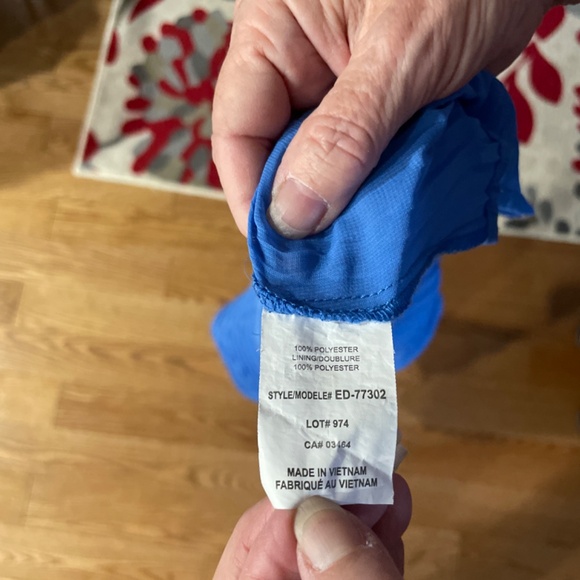 100% POLYESTER
LINING/DOUBLURE
100% POLYESTER
STYLE/MODELE# ED-77302
LOT# 974
CA# 03464
MADE IN VIETNAM
FABRIQUÉ AU VIETNAM